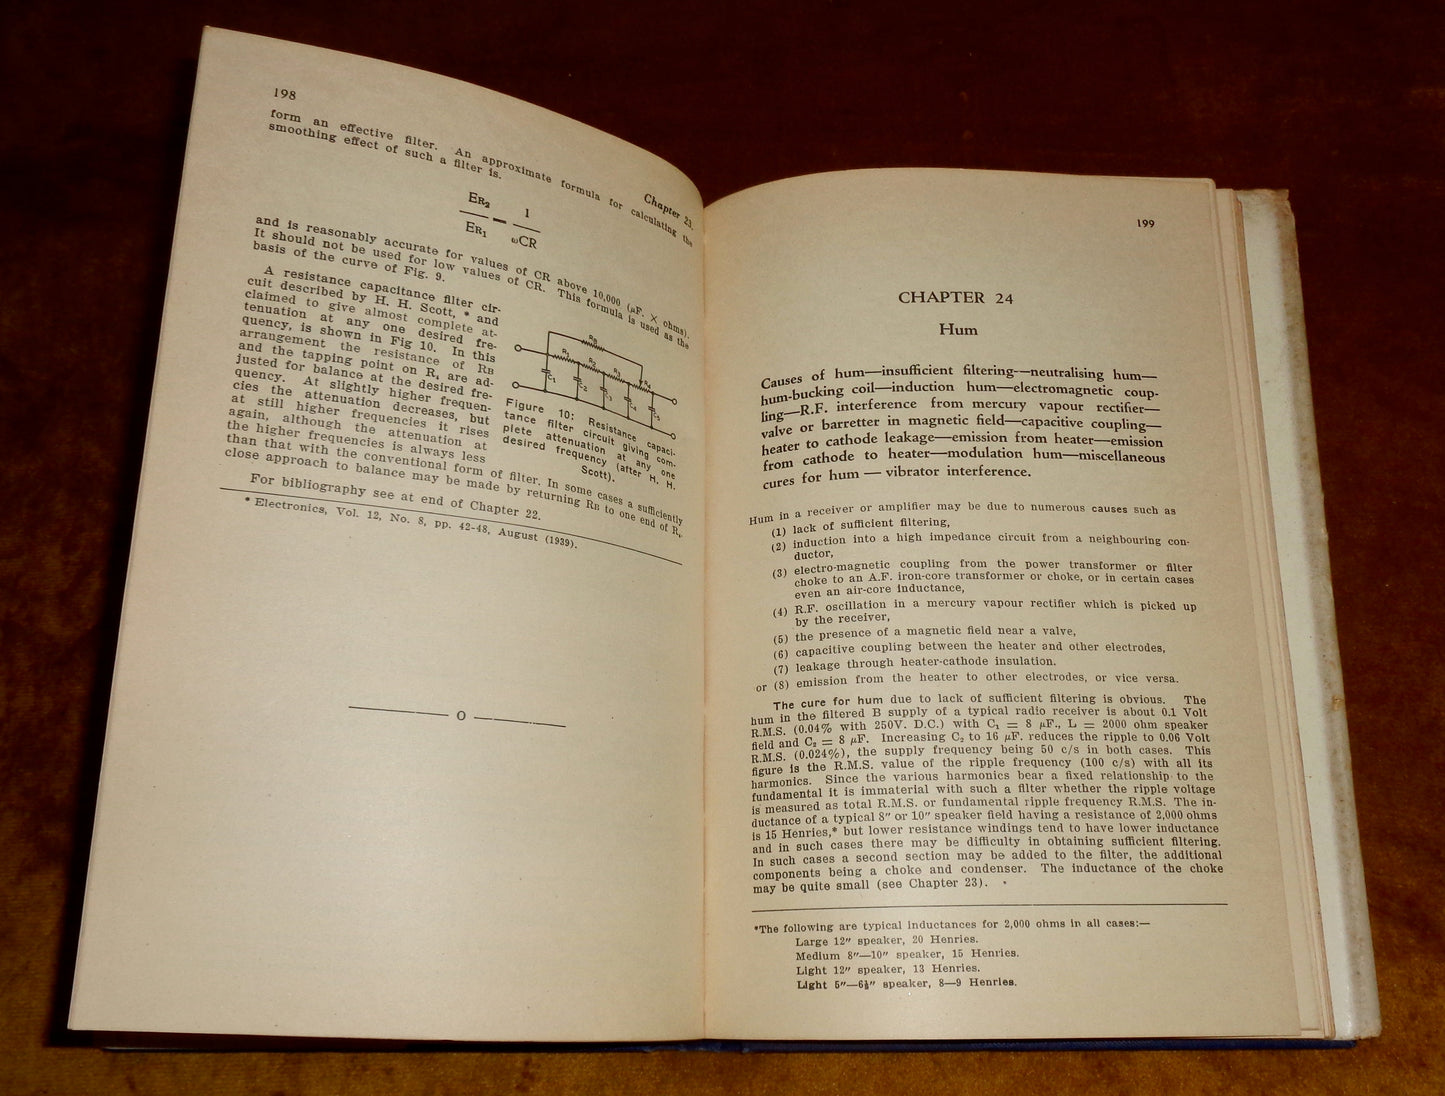 198
Chapter 23.
form an effective filter. An approximate formula for calculating the
smoothing effect of such a filter is.
ER₂ / ER₁ = 1 / ωCR
and is reasonably accurate for values of CR above 10,000 (μF. × ohms).
It should not be used for low values of CR. This formula is used as the
basis of the curve of Fig. 9.
A resistance capacitance filter cir-
cuit described by H. H. Scott, * and
claimed to give almost complete at-
tenuation at any one desired fre-
quency, is shown in Fig 10. In this
arrangement the resistance of RB
and the tapping point on R₄ are ad-
justed for balance at the desired fre-
quency. At slightly higher frequen-
cies the attenuation decreases, but
at still higher frequencies it rises
again, although the attenuation at
the higher frequencies is always less
than that with the conventional form of filter. In some cases a sufficiently
close approach to balance may be made by returning RB to one end of R₄.
RB
R₁ R₂ R₃ R₄
C₁ C₂ C₃ C₄ C₅
Figure 10: Resistance capaci-
tance filter circuit giving com-
plete attenuation at any one
desired frequency (after H. H.
Scott).
For bibliography see at end of Chapter 22.
* Electronics, Vol. 12, No. 8, pp. 42-48, August (1939).
199
CHAPTER 24
Hum
Causes of hum—insufficient filtering—neutralising hum—
hum-bucking coil—induction hum—electromagnetic coup-
ling—R.F. interference from mercury vapour rectifier—
valve or barretter in magnetic field—capacitive coupling—
heater to cathode leakage—emission from heater—emission
from cathode to heater—modulation hum—miscellaneous
cures for hum — vibrator interference.
Hum in a receiver or amplifier may be due to numerous causes such as
(1) lack of sufficient filtering,
(2) induction into a high impedance circuit from a neighbouring con-
ductor,
(3) electro-magnetic coupling from the power transformer or filter
choke to an A.F. iron-core transformer or choke, or in certain cases
even an air-core inductance,
(4) R.F. oscillation in a mercury vapour rectifier which is picked up
by the receiver,
(5) the presence of a magnetic field near a valve,
(6) capacitive coupling between the heater and other electrodes,
(7) leakage through heater-cathode insulation.
or (8) emission from the heater to other electrodes, or vice versa.
The cure for hum due to lack of sufficient filtering is obvious. The
hum in the filtered B supply of a typical radio receiver is about 0.1 Volt
R.M.S. (0.04% with 250V. D.C.) with C₁ = 8 μF., L = 2000 ohm speaker
field and C₂ = 8 μF. Increasing C₂ to 16 μF. reduces the ripple to 0.06 Volt
R.M.S. (0.024%), the supply frequency being 50 c/s in both cases. This
figure is the R.M.S. value of the ripple frequency (100 c/s) with all its
harmonics. Since the various harmonics bear a fixed relationship to the
fundamental it is immaterial with such a filter whether the ripple voltage
is measured as total R.M.S. or fundamental ripple frequency R.M.S. The in-
ductance of a typical 8" or 10" speaker field having a resistance of 2,000 ohms
is 15 Henries,* but lower resistance windings tend to have lower inductance
and in such cases there may be difficulty in obtaining sufficient filtering.
In such cases a second section may be added to the filter, the additional
components being a choke and condenser. The inductance of the choke
may be quite small (see Chapter 23).
*The following are typical inductances for 2,000 ohms in all cases:—
Large 12" speaker, 20 Henries.
Medium 8"—10" speaker, 15 Henries.
Light 12" speaker, 13 Henries.
Light 5"—6½" speaker, 8—9 Henries.